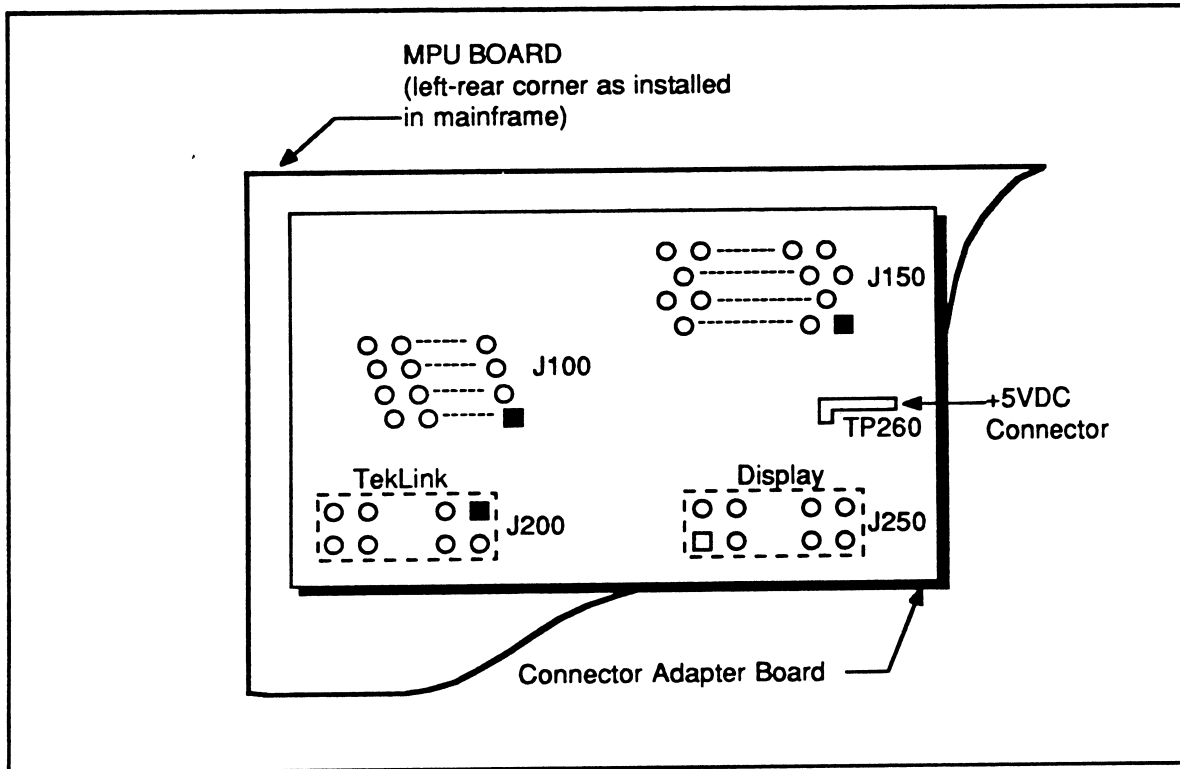 MPU BOARD
(left-rear corner as installed
in mainframe)
J150
J100
+5VDC
Connector
TP260
TekLink
Display
J200
J250
Connector Adapter Board